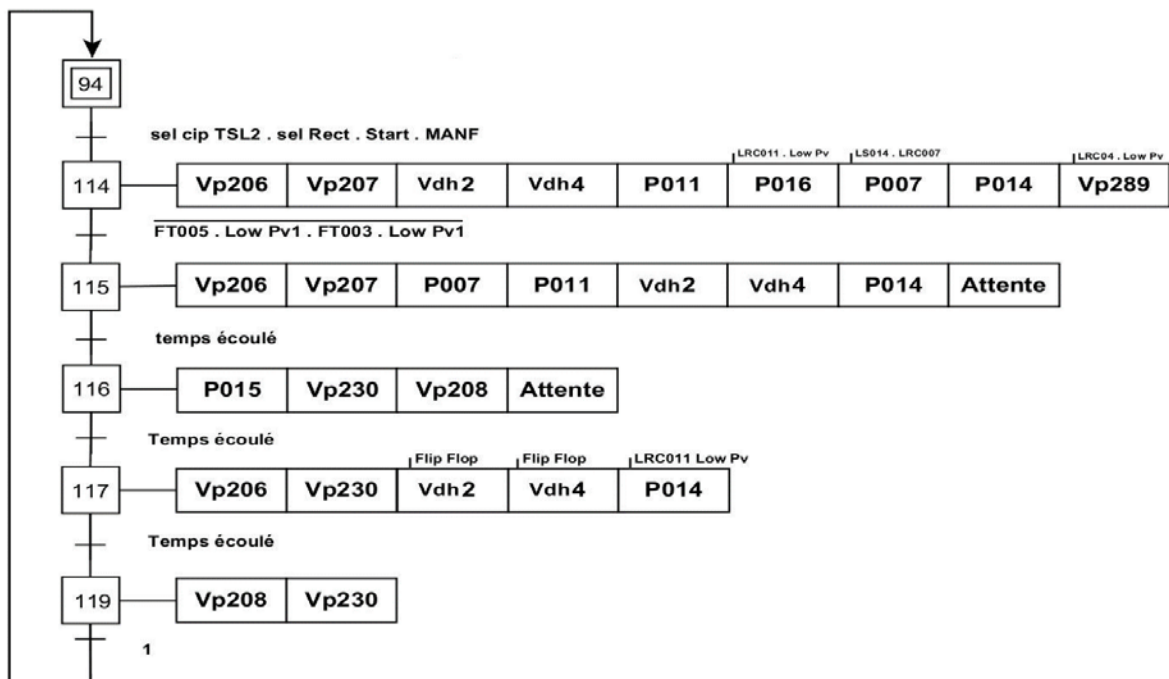 94
sel cip TSL2 . sel Rect . Start . MANF
LRC011 . Low Pv LS014 . LRC007 LRC04 . Low Pv
114 Vp206 Vp207 Vdh2 Vdh4 P011 P016 P007 P014 Vp289
FT005 . Low Pv1 . FT003 . Low Pv1
115 Vp206 Vp207 P007 P011 Vdh2 Vdh4 P014 Attente
temps écoulé
116 P015 Vp230 Vp208 Attente
Temps écoulé
Flip Flop Flip Flop LRC011 Low Pv
117 Vp206 Vp230 Vdh2 Vdh4 P014
Temps écoulé
119 Vp208 Vp230
1